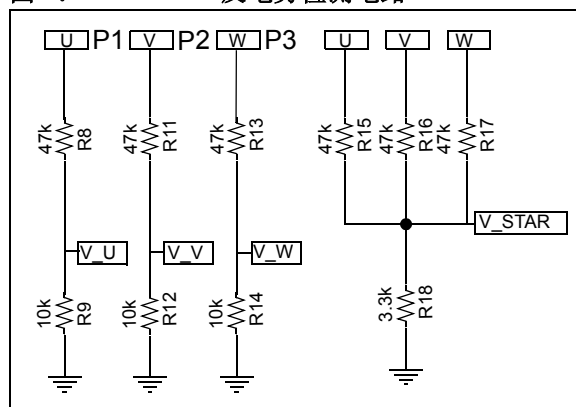 U P1 V P2 W P3 U V W
47k R8 47k R11 47k R13 47k R15 47k R16 47k R17
V_STAR
V_U V_V V_W
10k R9 10k R12 10k R14 3.3k R18